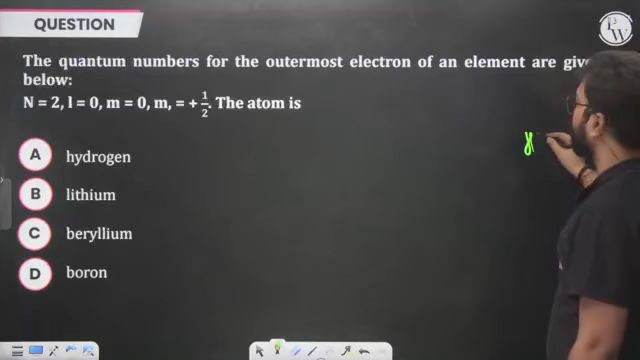 QUESTION
The quantum numbers for the outermost electron of an element are give
below:
N = 2, l = 0, m = 0, m, = + 1/2. The atom is
A hydrogen
B lithium
C beryllium
D boron
PW